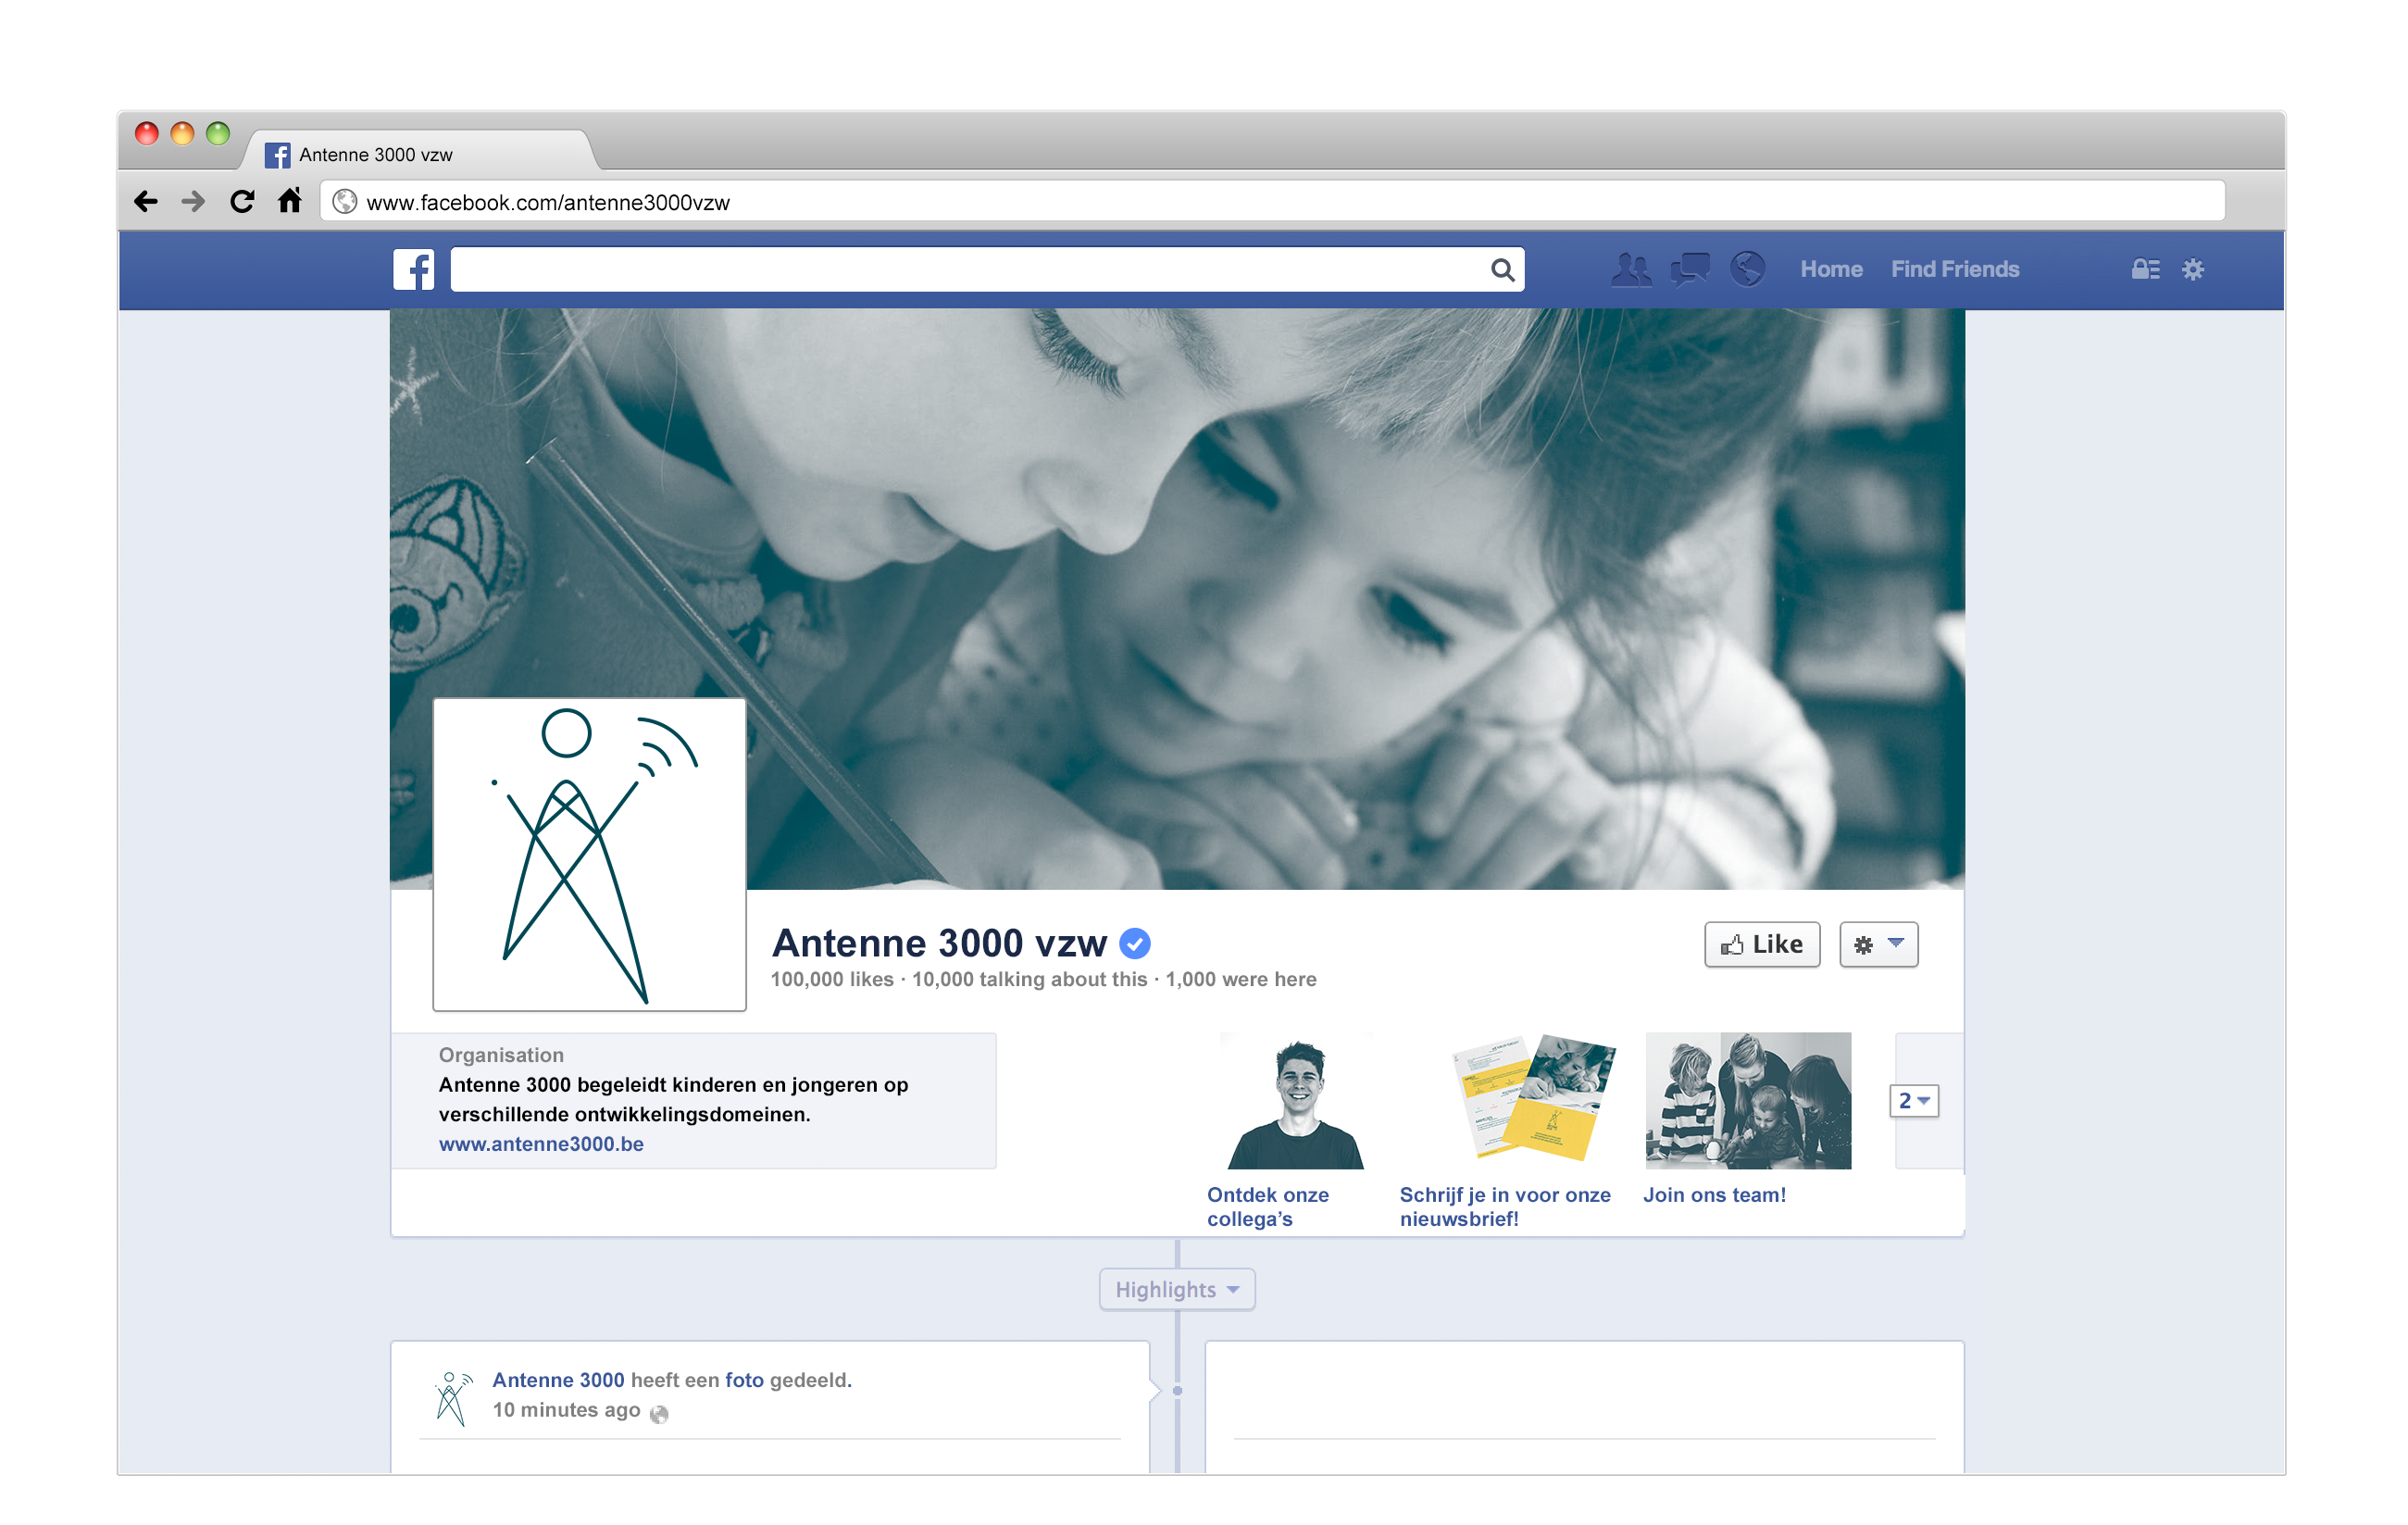 Antenne 3000 vzw
www.facebook.com/antenne3000vzw
Home Find Friends
Antenne 3000 vzw
Like
100,000 likes · 10,000 talking about this · 1,000 were here
Organisation
Antenne 3000 begeleidt kinderen en jongeren op
verschillende ontwikkelingsdomeinen.
www.antenne3000.be
2
Ontdek onze
collega’s
Schrijf je in voor onze
nieuwsbrief!
Join ons team!
Highlights
Antenne 3000 heeft een foto gedeeld.
10 minutes ago